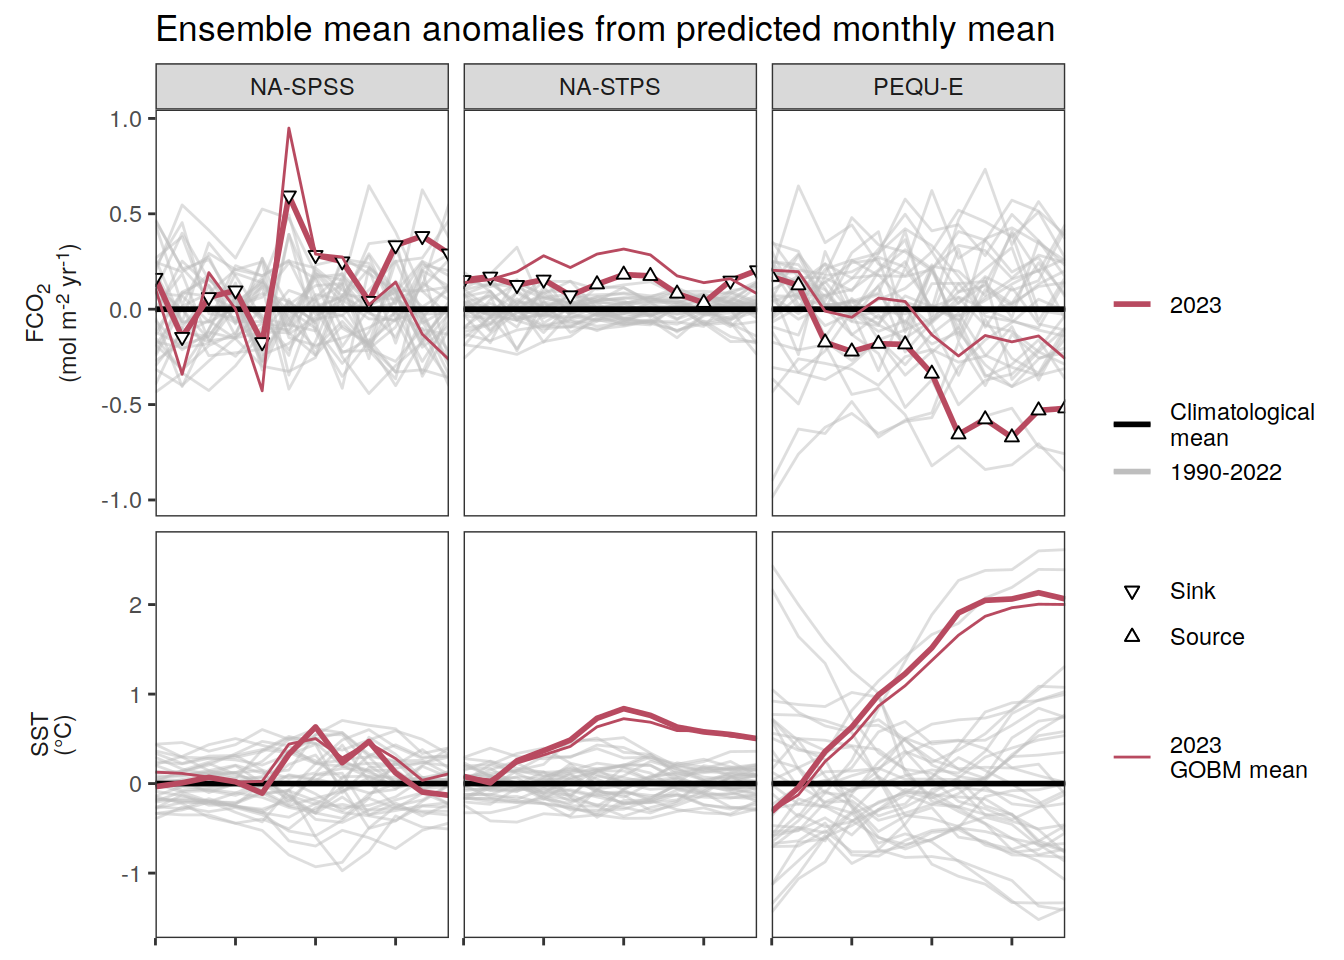 Ensemble mean anomalies from predicted monthly mean
NA-SPSS
NA-STPS
PEQU-E
FCO2
(mol m-2 yr-1)
1.0
0.5
0.0
-0.5
-1.0
SST
(°C)
2
1
0
-1
2023
Climatological
mean
1990-2022
Sink
Source
2023
GOBM mean